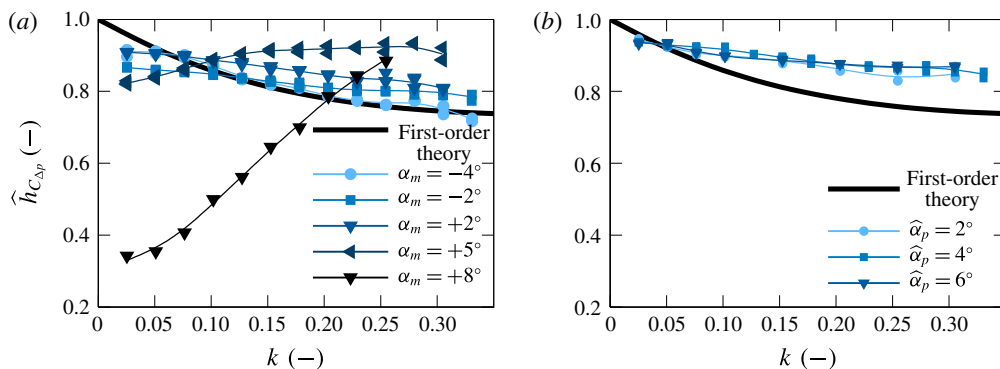 (a)
ĥ_{C_{Δp}} (—)
1.0
0.8
0.6
0.4
0.2
First-order
theory
α_m = −4°
α_m = −2°
α_m = +2°
α_m = +5°
α_m = +8°
0 0.05 0.10 0.15 0.20 0.25 0.30
k (—)
(b)
1.0
0.8
0.6
0.4
0.2
First-order
theory
α̂_p = 2°
α̂_p = 4°
α̂_p = 6°
0 0.05 0.10 0.15 0.20 0.25 0.30
k (—)